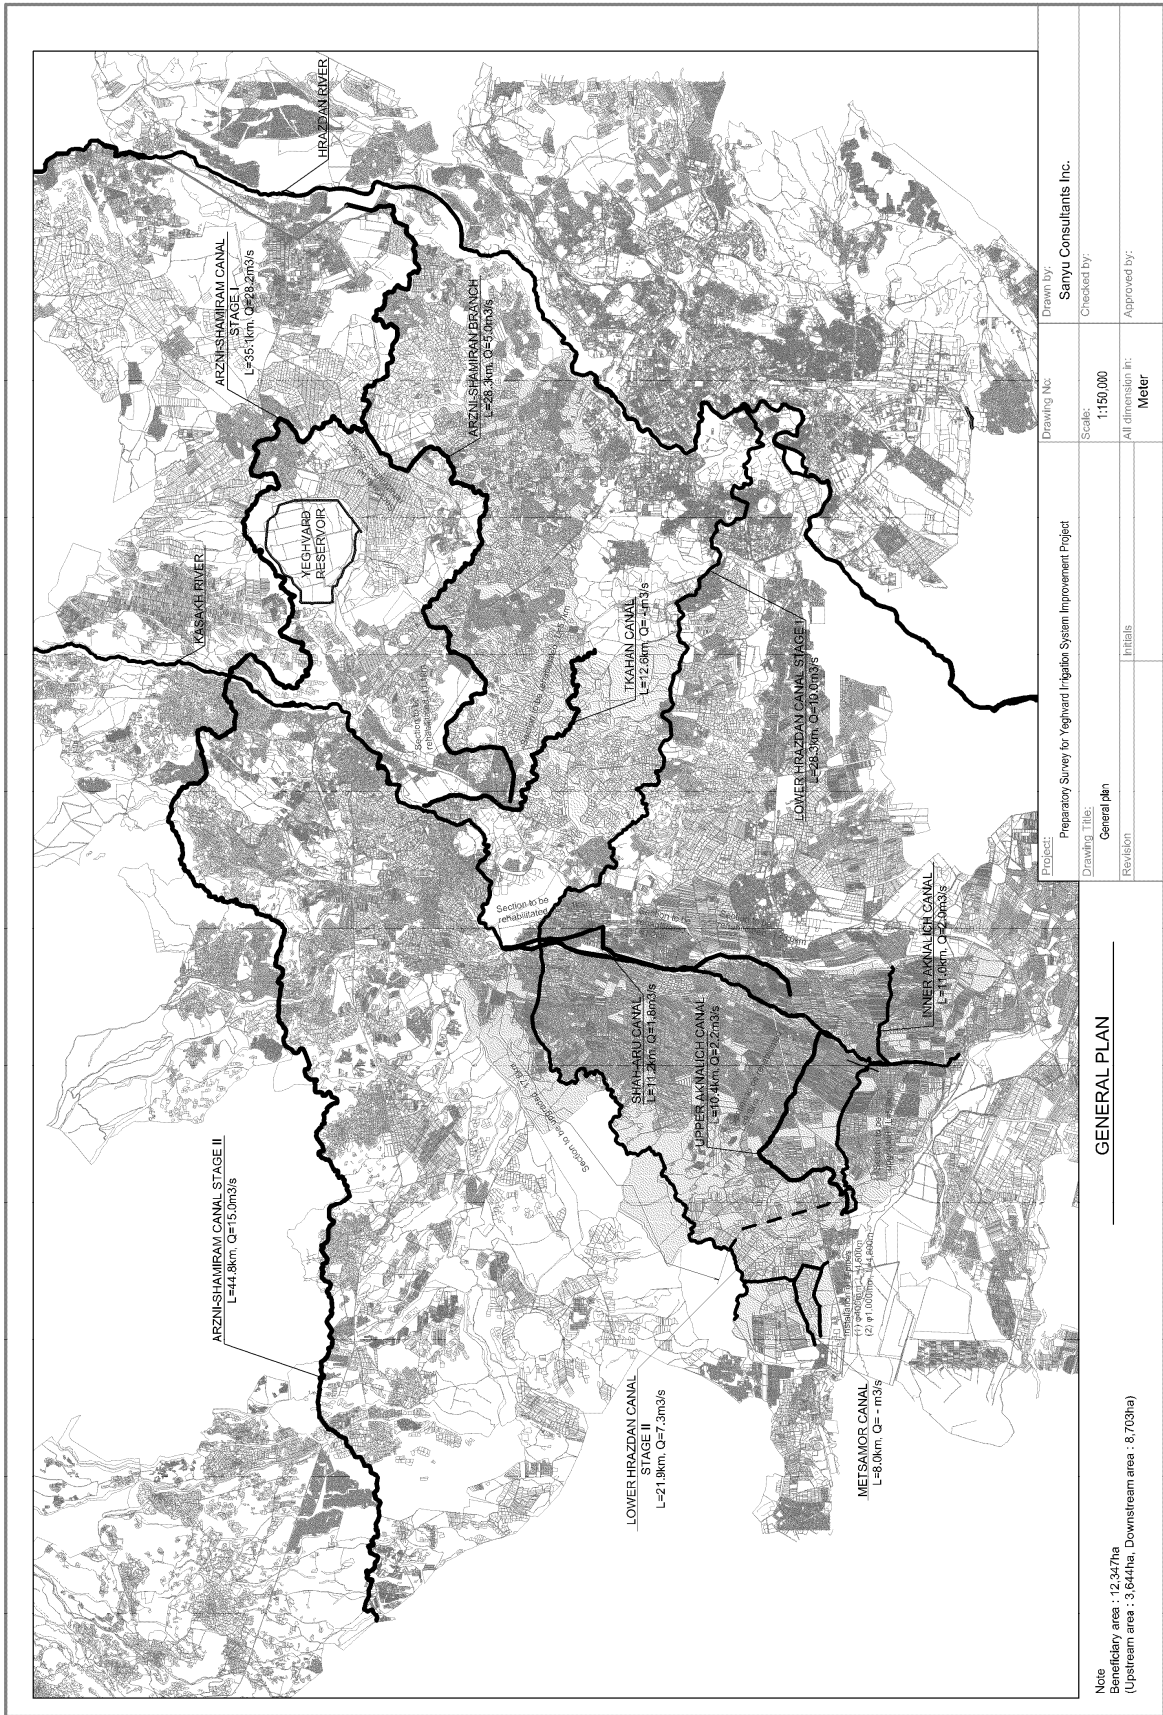 HRAZDAN RIVER
ARZNI-SHAMIRAM CANAL
STAGE I
L=35.1km, Q=28.2m3/s
ARZNI-SHAMIRAN BRANCH
L=28.3km, Q=5.0m3/s
YEGHVARD
RESERVOIR
KASAKH RIVER
TKAHAN CANAL
L=12.6km, Q= - m3/s
LOWER HRAZDAN CANAL STAGE I
L=28.3km, Q=19.0m3/s
Section to be
rehabilitated
Section to be
rehabilitated
INNER AKNALICH CANAL
L=11.6km, Q=2.0m3/s
SHAH-ARU CANAL
L=11.2km, Q=1.8m3/s
UPPER AKNALICH CANAL
L=10.4km, Q=2.2m3/s
ARZNI-SHAMIRAM CANAL STAGE II
L=44.8km, Q=15.0m3/s
LOWER HRAZDAN CANAL
STAGE II
L=21.9km, Q=7.3m3/s
METSAMOR CANAL
L=8.0km, Q= - m3/s
GENERAL PLAN
Note
Beneficiary area : 12,347ha
(Upstream area : 3,644ha, Downstream area : 8,703ha)
Project:
Preparatory Survey for Yeghvard Irrigation System Improvement Project
Drawing Title:
General plan
Revision
Initials
Drawing No:
Scale:
1:150,000
All dimension in:
Meter
Drawn by:
Sanyu Consultants Inc.
Checked by:
Approved by: